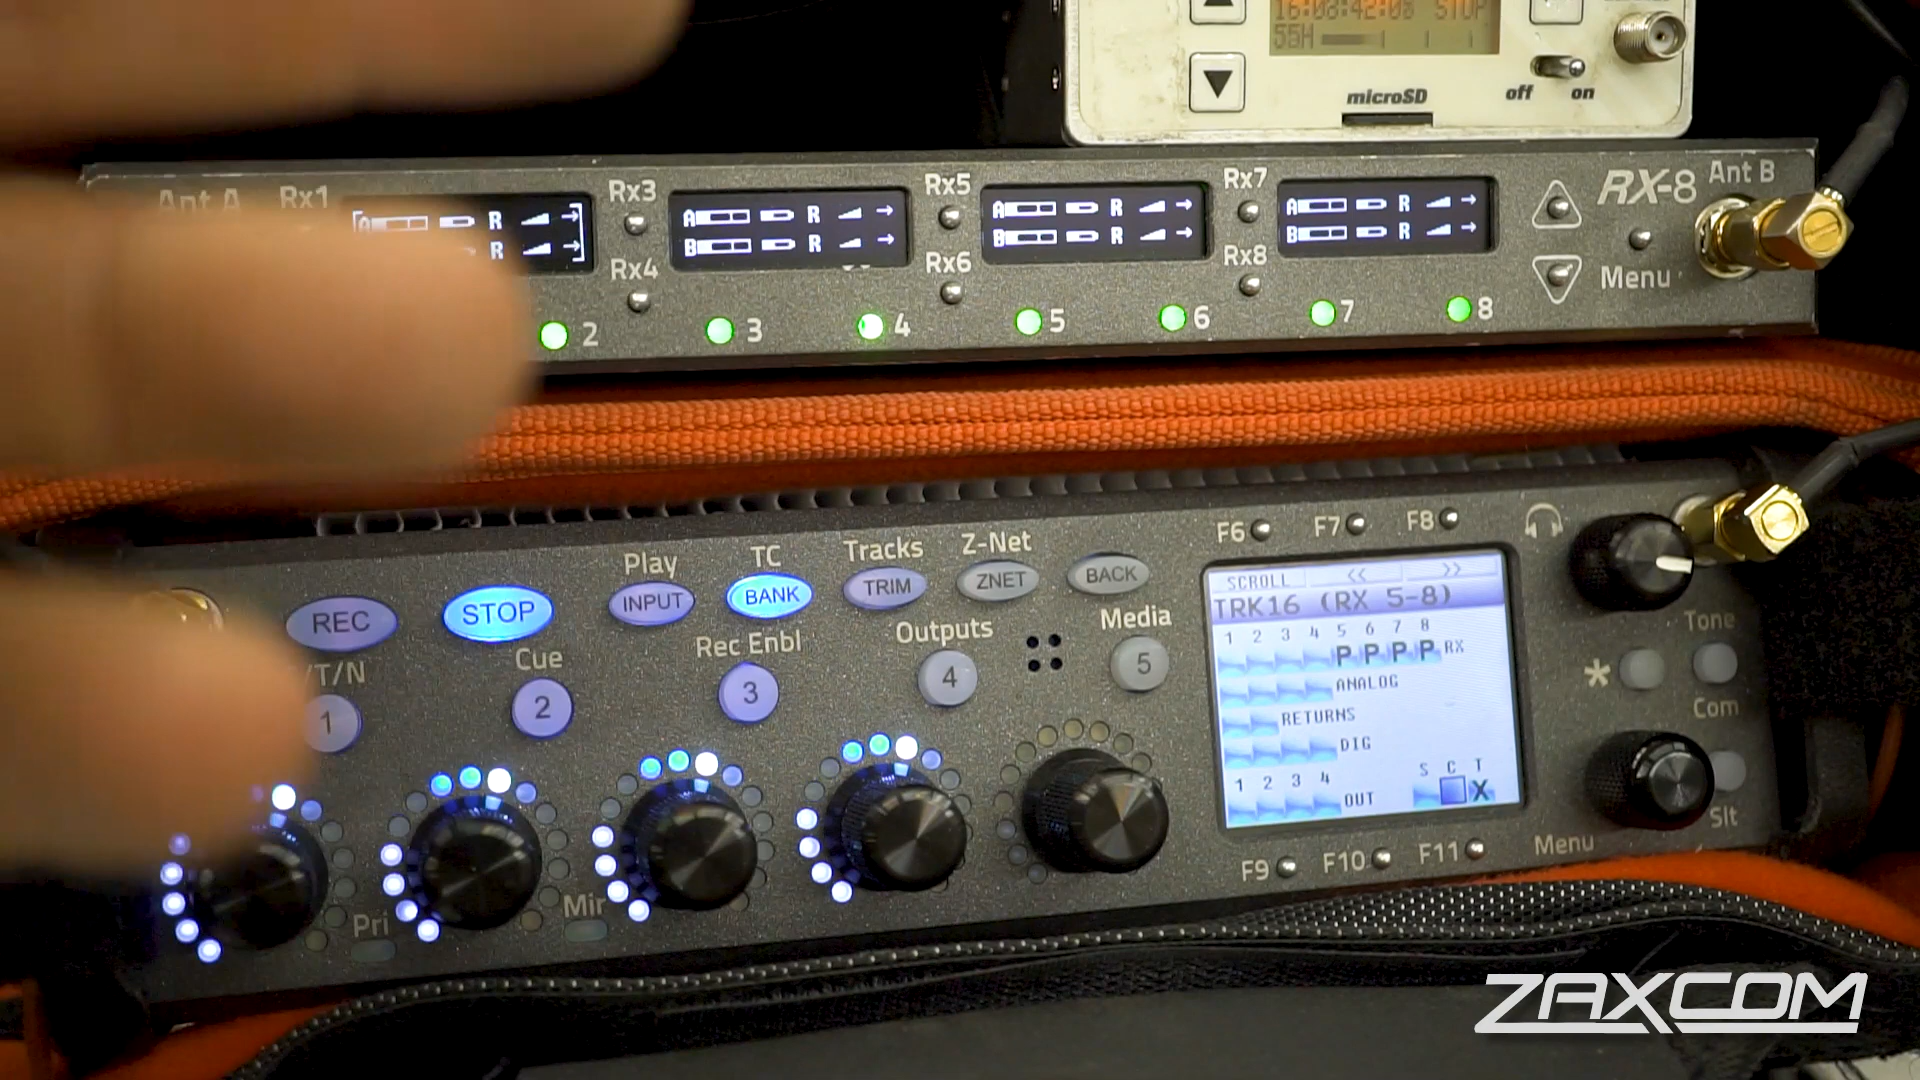 16:08:42:08 STOP
55H
microSD
off on
Ant A Rx1 Rx3 Rx5 Rx7 RX-8 Ant B
A R → A R → A R → A R →
R → B R → B R → B R →
Rx4 Rx6 Rx8 Menu
2 3 4 5 6 7 8
F6 F7 F8
Play TC Tracks Z-Net
REC STOP INPUT BANK TRIM ZNET BACK
/T/N Cue Rec Enbl Outputs Media
1 2 3 4 5
SCROLL << >>
TRK16 (RX 5-8)
1 2 3 4 5 6 7 8
P P P P RX
ANALOG
RETURNS
DIG
S C T
1 2 3 4
OUT X
Tone
*
Com
Slt
Pri Mir
F9 F10 F11 Menu
ZAXCOM